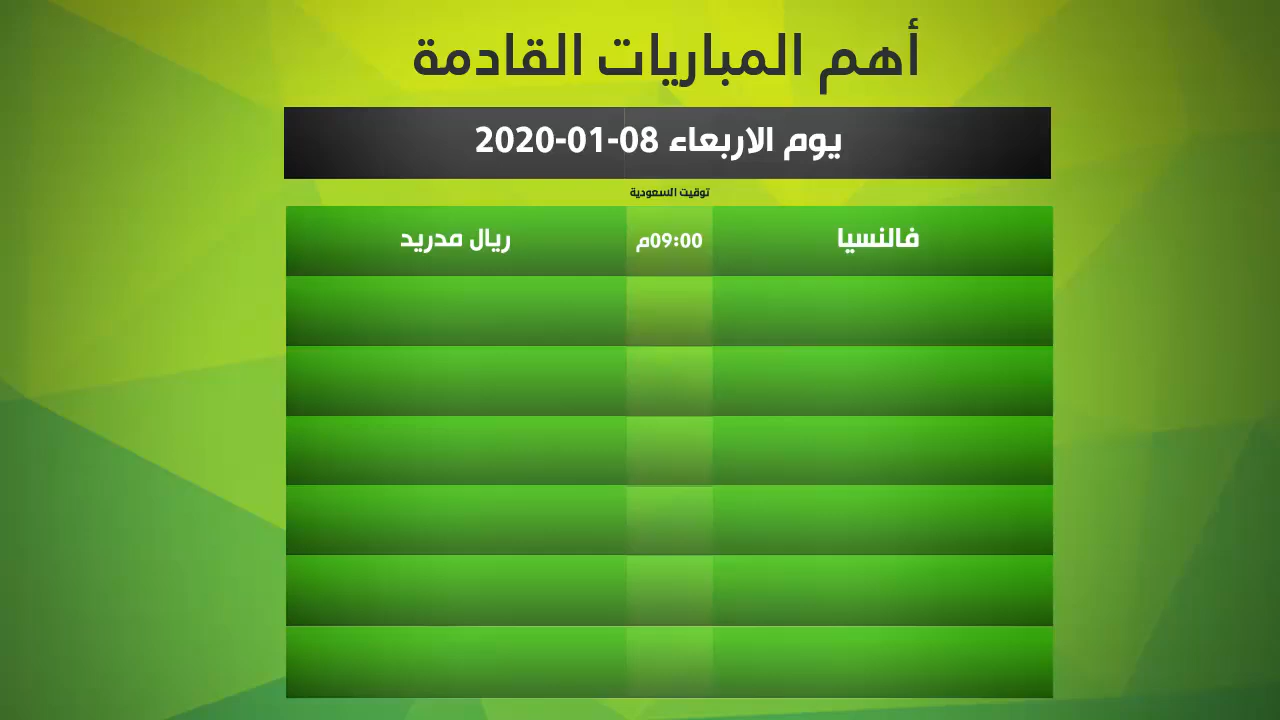 أهم المباريات القادمة
يوم الاربعاء 08-01-2020
توقيت السعودية
فالنسيا 09:00م ريال مدريد